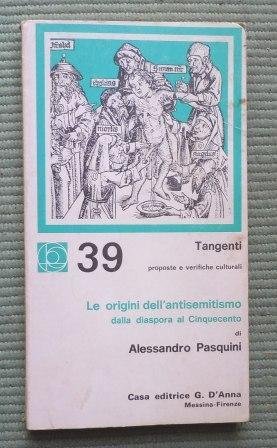 39
Tangenti
proposte e verifiche culturali
Le origini dell'antisemitismo
dalla diaspora al Cinquecento
di
Alessandro Pasquini
Casa editrice G. D'Anna
Messina-Firenze